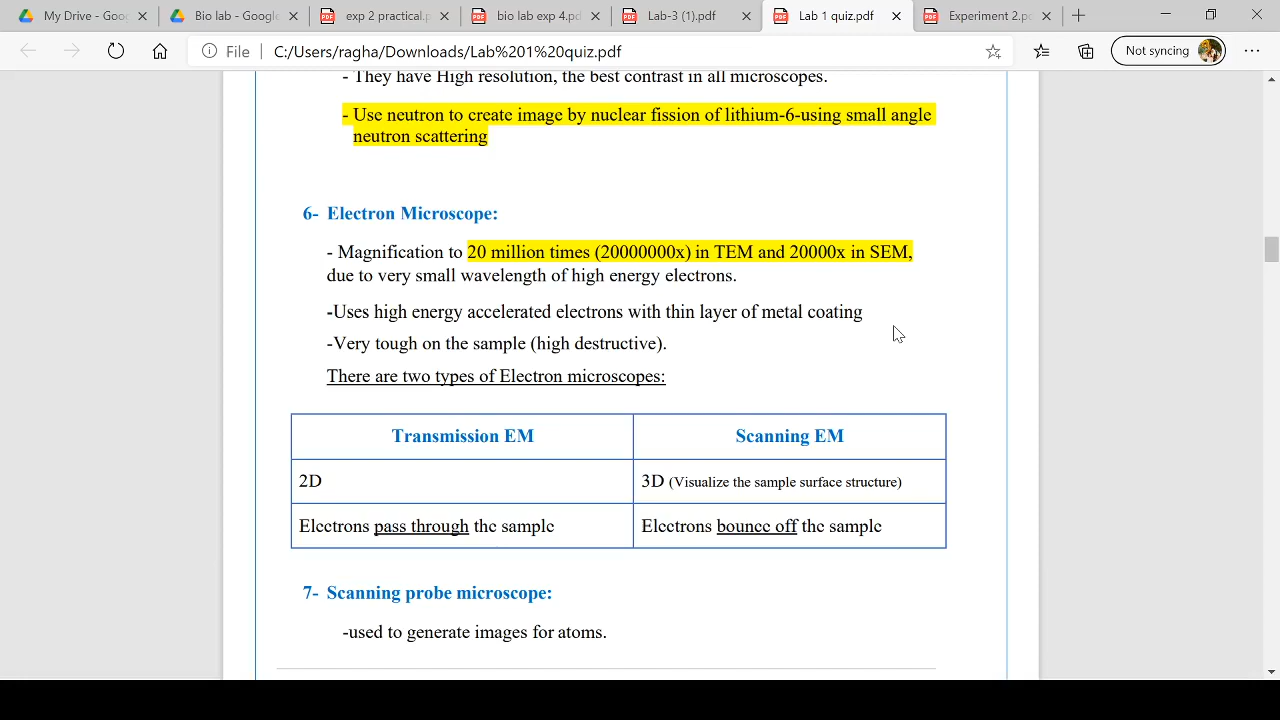 My Drive - Goo
Bio lab - Google
exp 2 practical.p
bio lab exp 4.pd
Lab-3 (1).pdf
Lab 1 quiz.pdf
Experiment 2.pd
File
C:/Users/ragha/Downloads/Lab%201%20quiz.pdf
Not syncing
- They have High resolution, the best contrast in all microscopes.
- Use neutron to create image by nuclear fission of lithium-6-using small angle
neutron scattering
6- Electron Microscope:
- Magnification to 20 million times (20000000x) in TEM and 20000x in SEM,
due to very small wavelength of high energy electrons.
-Uses high energy accelerated electrons with thin layer of metal coating
-Very tough on the sample (high destructive).
There are two types of Electron microscopes:
Transmission EM
Scanning EM
2D
3D (Visualize the sample surface structure)
Electrons pass through the sample
Electrons bounce off the sample
7- Scanning probe microscope:
-used to generate images for atoms.